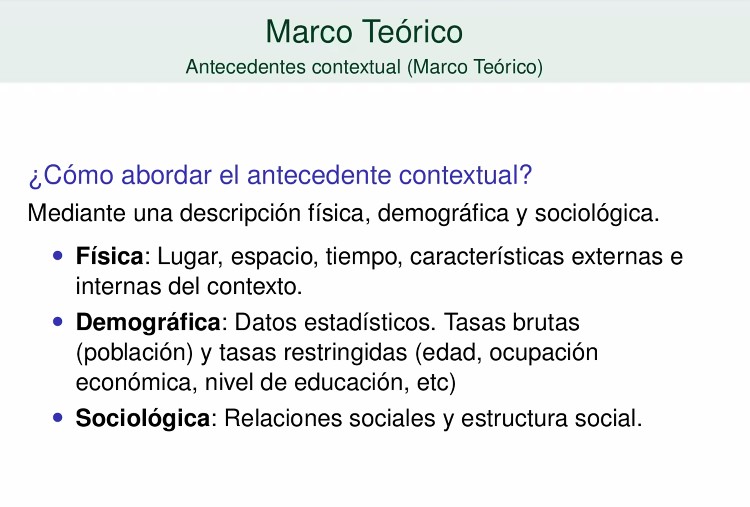 Marco Teórico
Antecedentes contextual (Marco Teórico)
¿Cómo abordar el antecedente contextual?
Mediante una descripción física, demográfica y sociológica.
• Física: Lugar, espacio, tiempo, características externas e
internas del contexto.
• Demográfica: Datos estadísticos. Tasas brutas
(población) y tasas restringidas (edad, ocupación
económica, nivel de educación, etc)
• Sociológica: Relaciones sociales y estructura social.